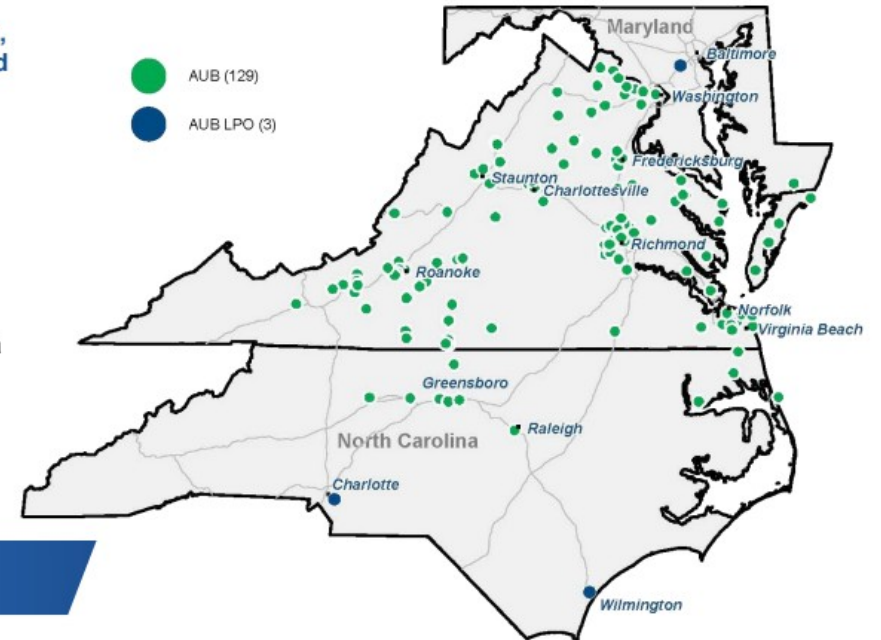 ,
d
AUB (129)
AUB LPO (3)
Maryland
Baltimore
Washington
Fredericksburg
Staunton
Charlottesville
Richmond
Roanoke
Norfolk
Virginia Beach
Greensboro
Raleigh
North Carolina
Charlotte
Wilmington